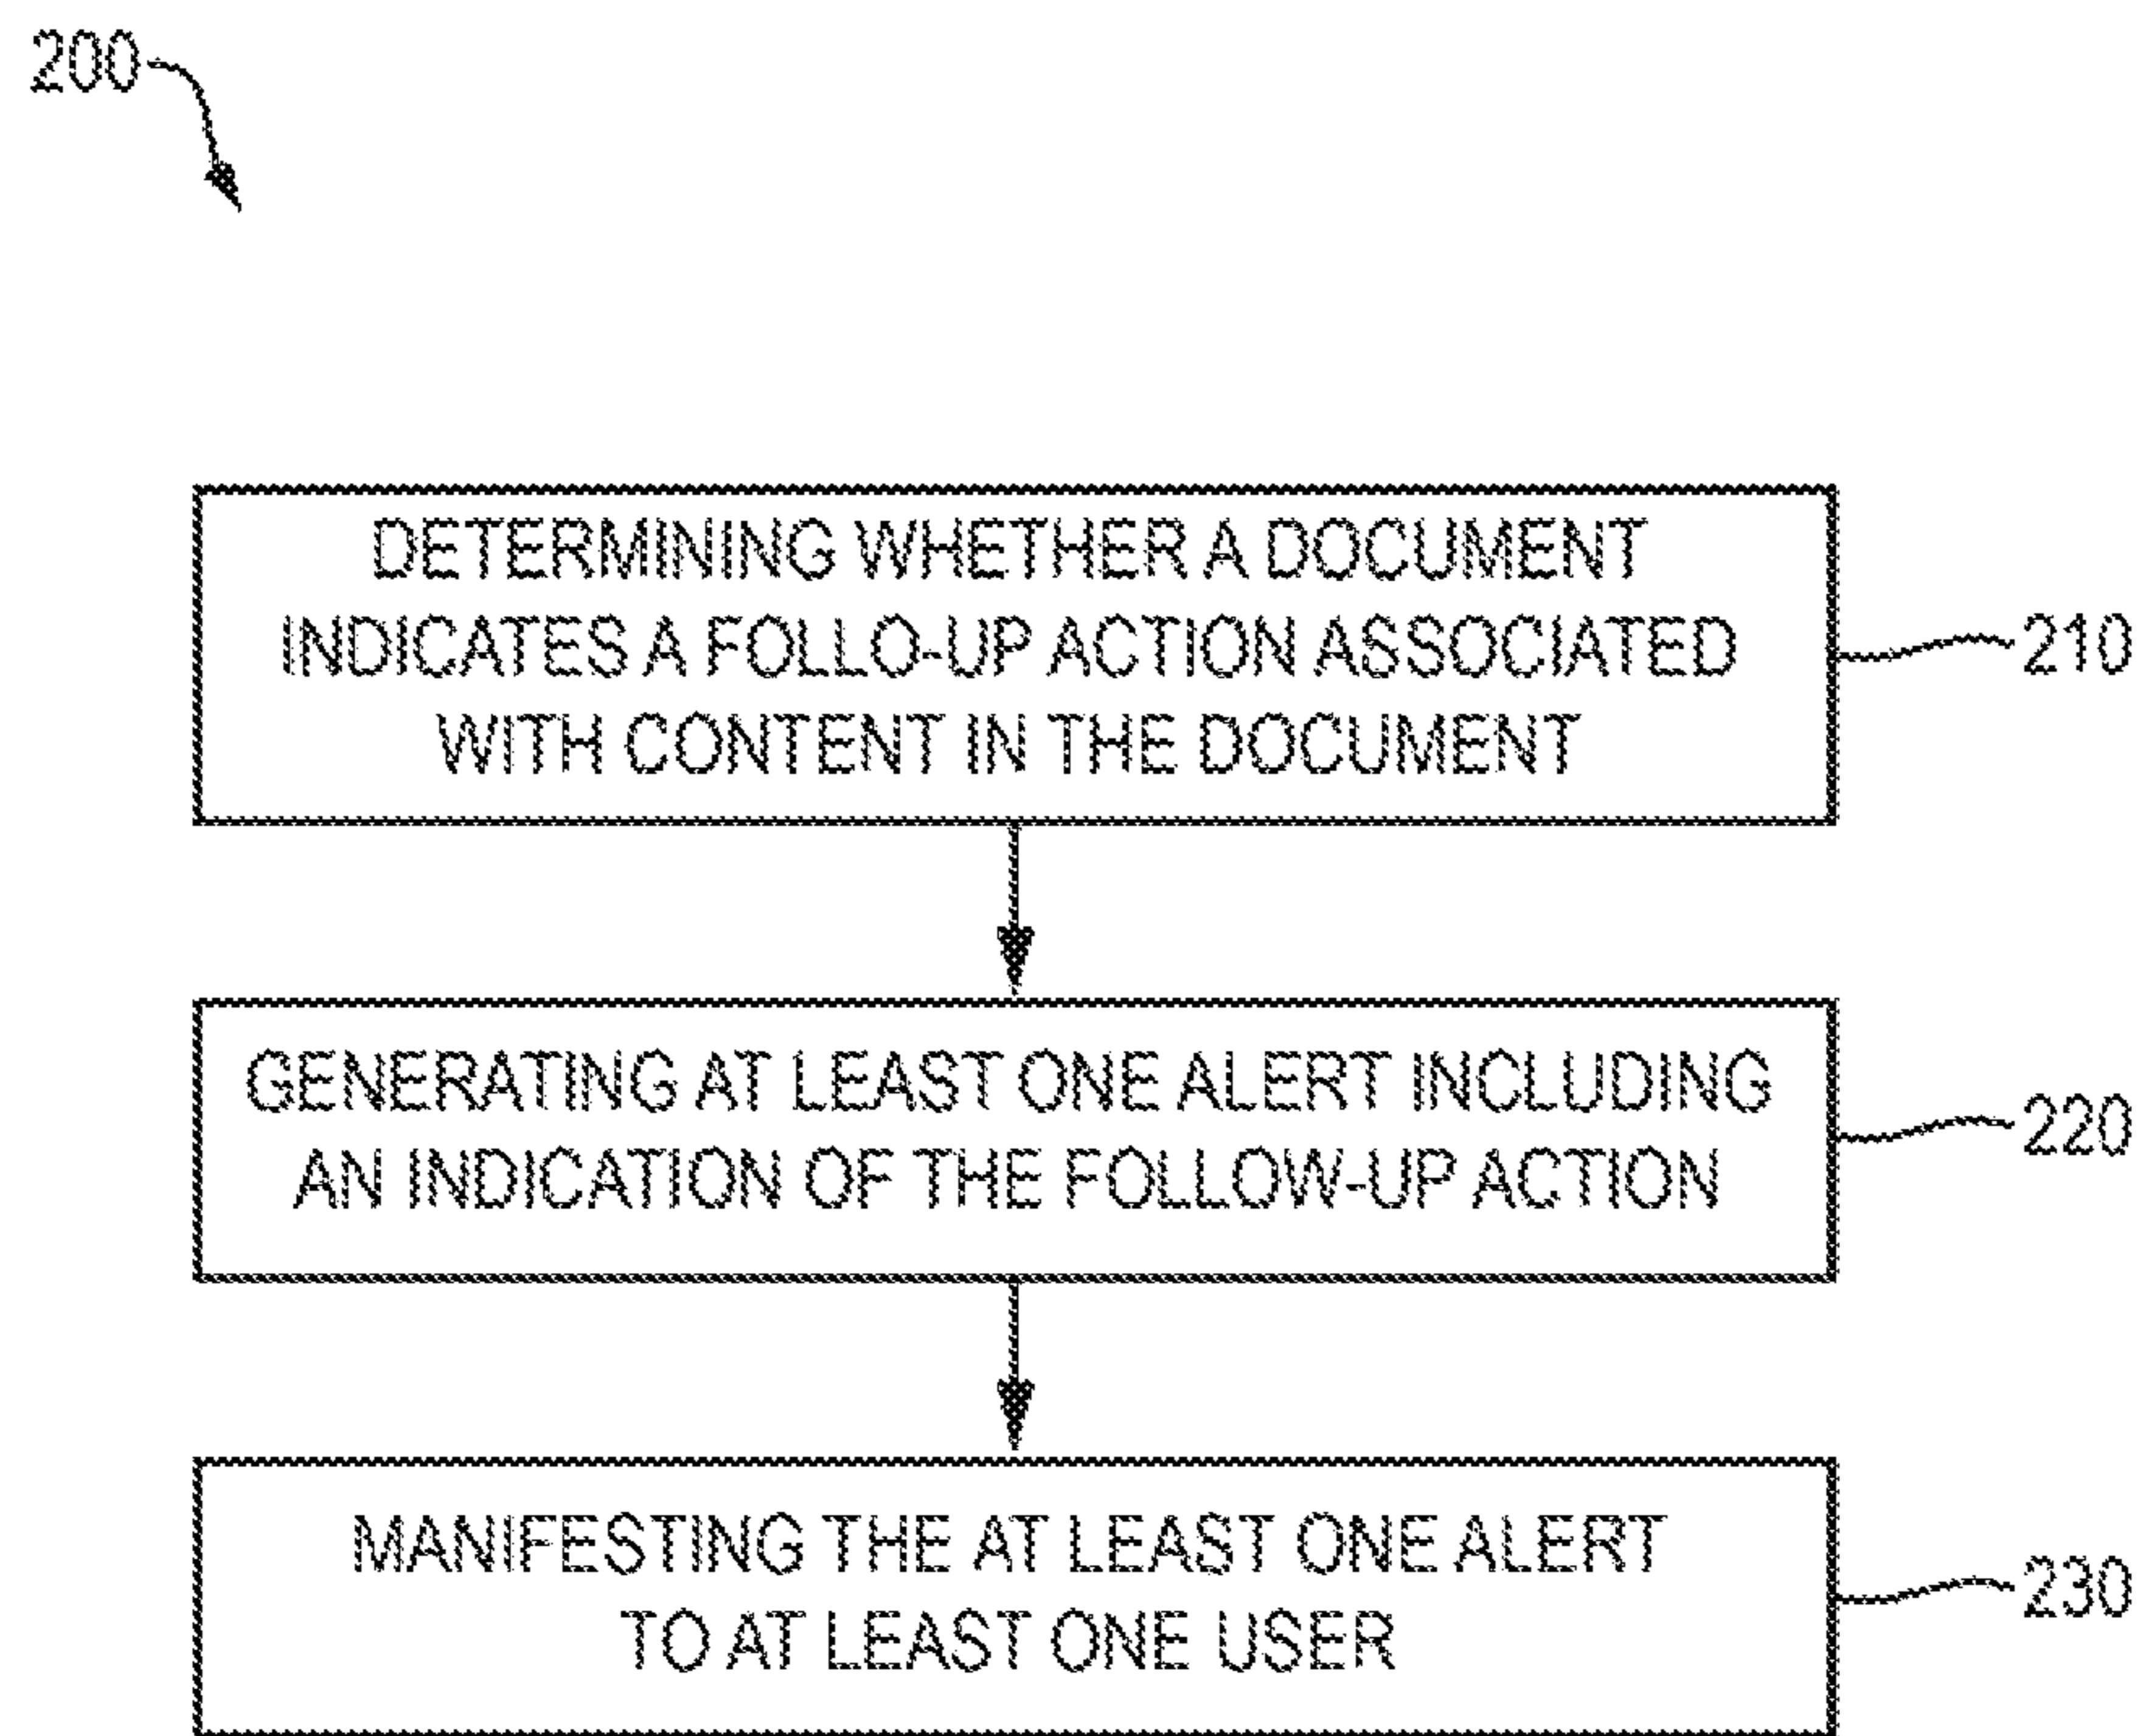 200
DETERMINING WHETHER A DOCUMENT
INDICATES A FOLLO-UP ACTION ASSOCIATED
WITH CONTENT IN THE DOCUMENT
210
GENERATING AT LEAST ONE ALERT INCLUDING
AN INDICATION OF THE FOLLOW-UP ACTION
220
MANIFESTING THE AT LEAST ONE ALERT
TO AT LEAST ONE USER
230